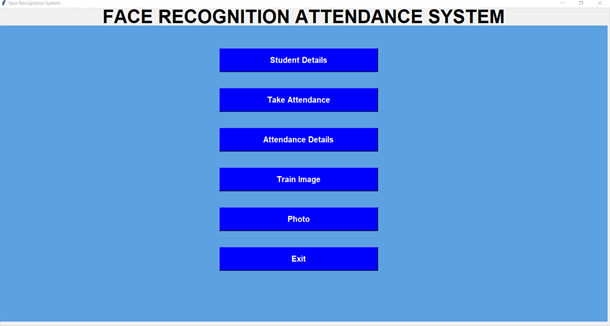 Face Recognition System
FACE RECOGNITION ATTENDANCE SYSTEM
Student Details
Take Attendance
Attendance Details
Train Image
Photo
Exit